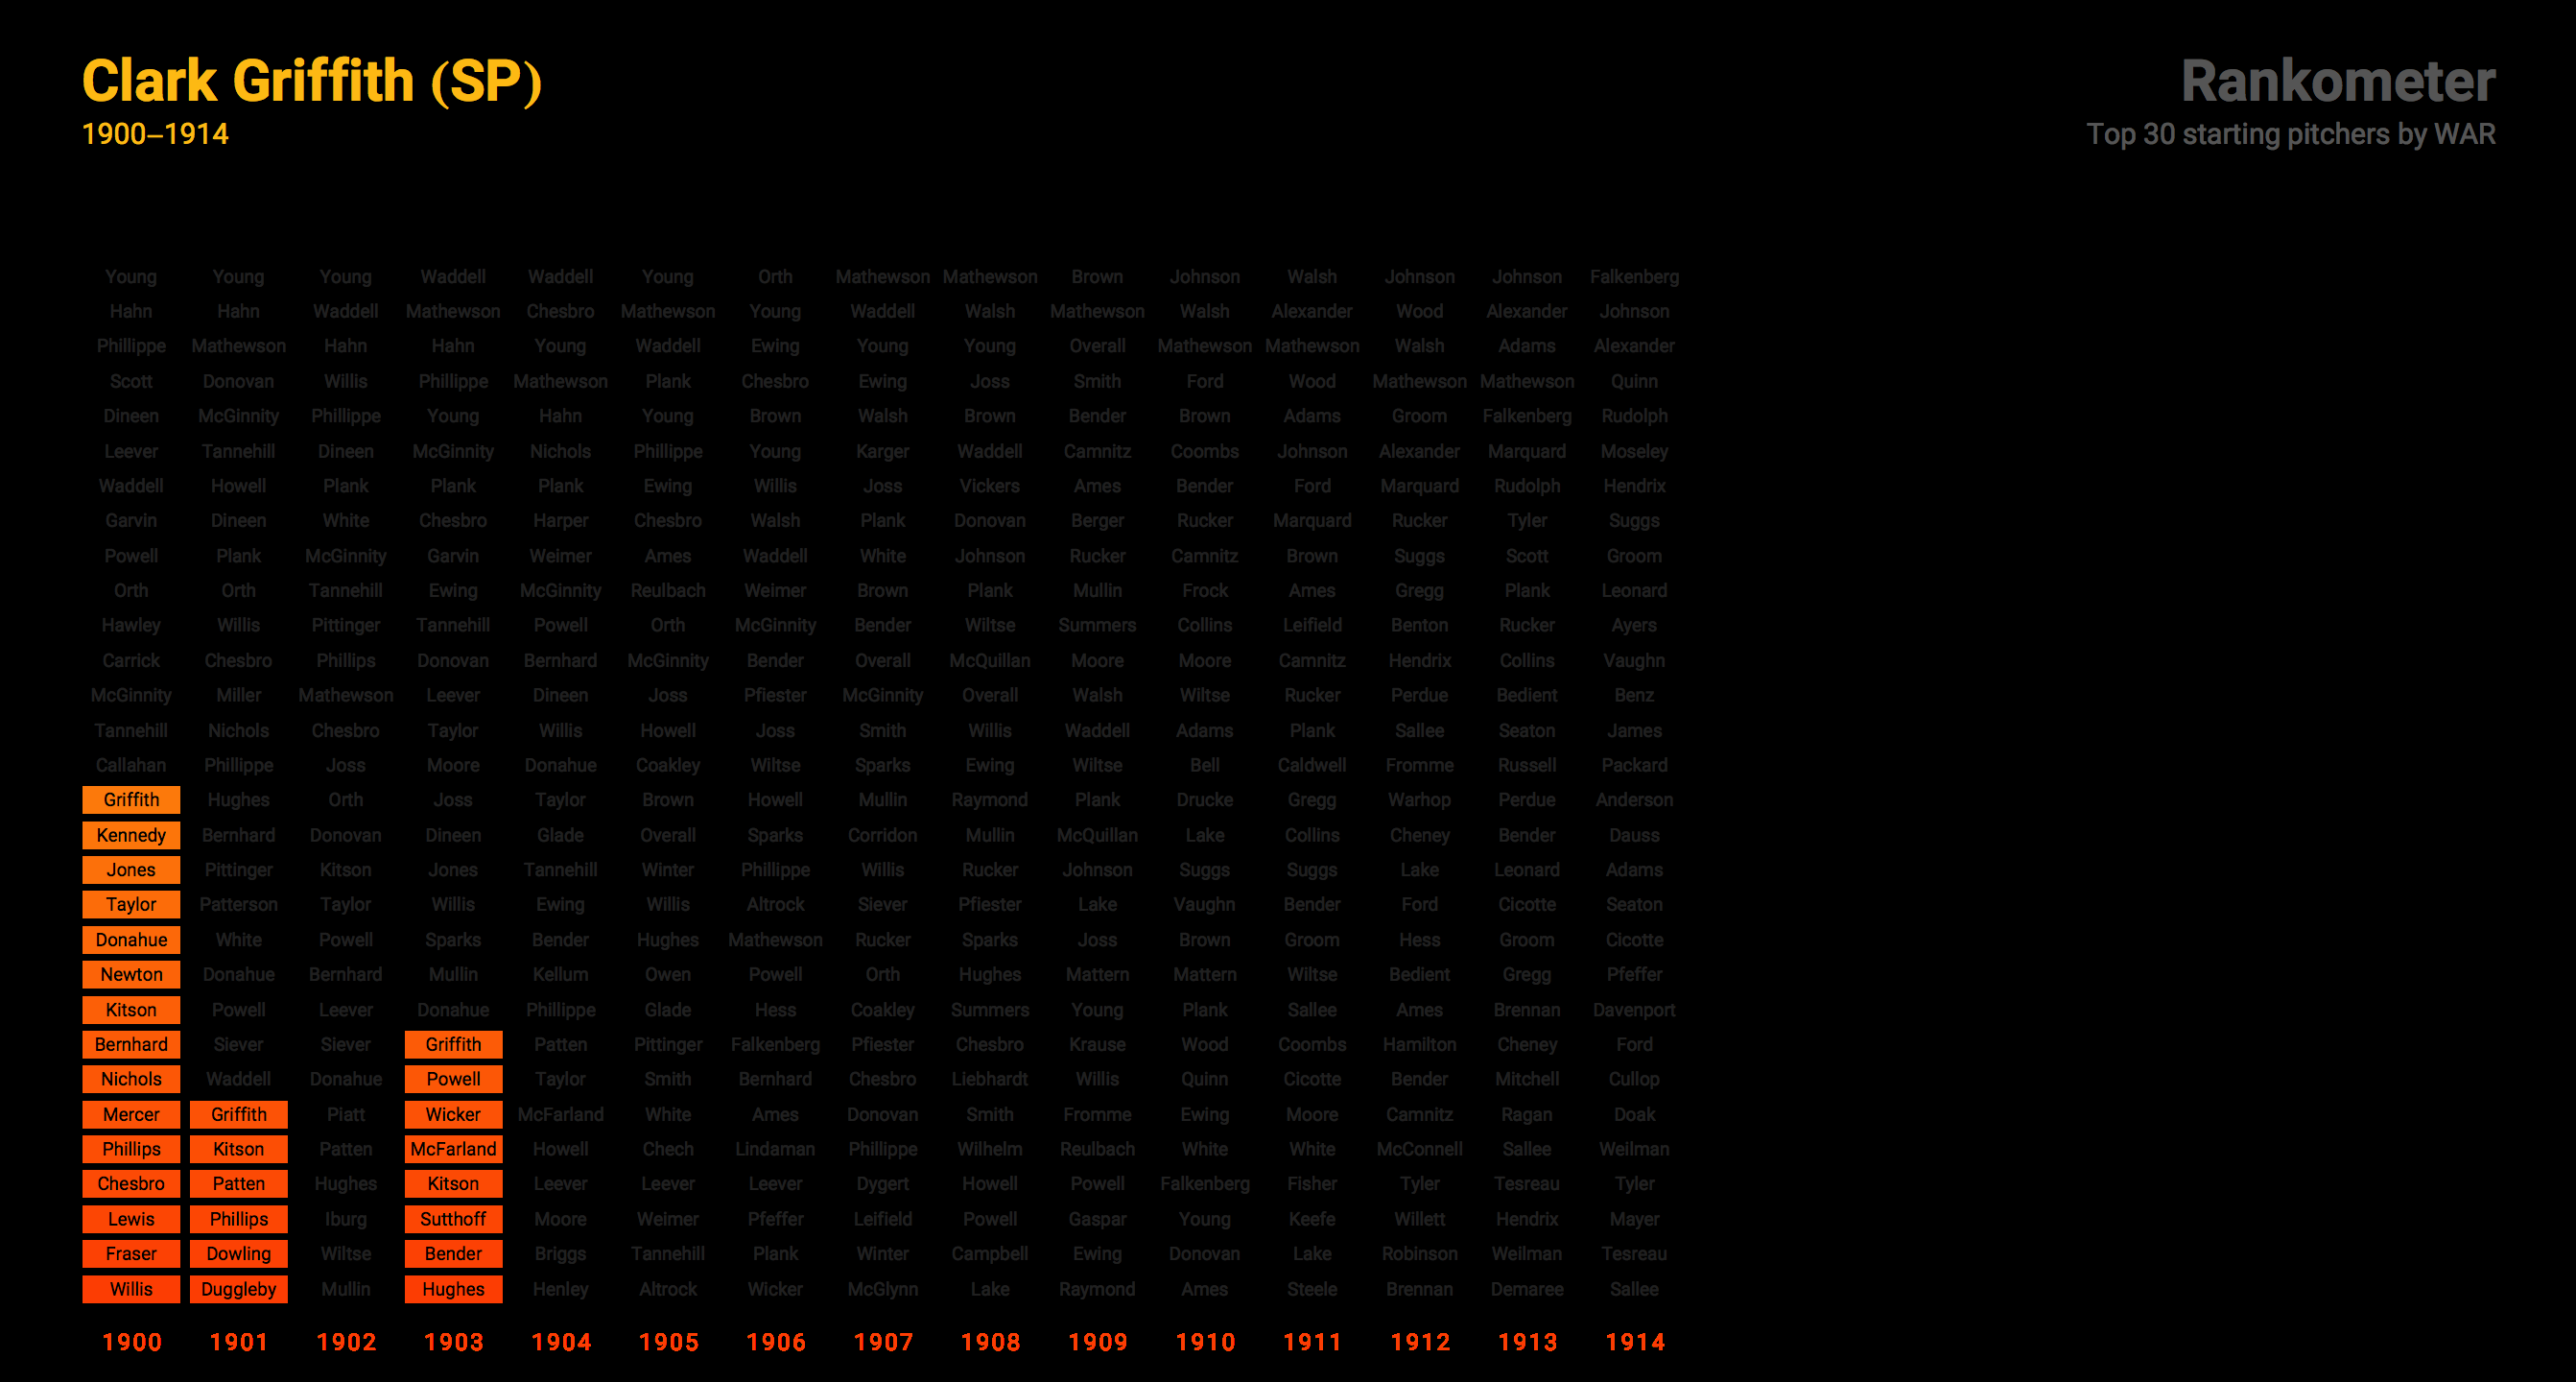 Clark Griffith (SP)
1900–1914
Rankometer
Top 30 starting pitchers by WAR
Young Young Young Waddell Waddell Young Orth Mathewson Mathewson Brown Johnson Walsh Johnson Johnson Falkenberg
Hahn Hahn Waddell Mathewson Chesbro Mathewson Young Waddell Walsh Mathewson Walsh Alexander Wood Alexander Johnson
Phillippe Mathewson Hahn Hahn Young Waddell Ewing Young Young Overall Mathewson Mathewson Walsh Adams Alexander
Scott Donovan Willis Phillippe Mathewson Plank Chesbro Ewing Joss Smith Ford Wood Mathewson Mathewson Quinn
Dineen McGinnity Phillippe Young Hahn Young Brown Walsh Brown Bender Brown Adams Groom Falkenberg Rudolph
Leever Tannehill Dineen McGinnity Nichols Phillippe Young Karger Waddell Camnitz Coombs Johnson Alexander Marquard Moseley
Waddell Howell Plank Plank Plank Ewing Willis Joss Vickers Ames Bender Ford Marquard Rudolph Hendrix
Garvin Dineen White Chesbro Harper Chesbro Walsh Plank Donovan Berger Rucker Marquard Rucker Tyler Suggs
Powell Plank McGinnity Garvin Weimer Ames Waddell White Johnson Rucker Camnitz Brown Suggs Scott Groom
Orth Orth Tannehill Ewing McGinnity Reulbach Weimer Brown Plank Mullin Frock Ames Gregg Plank Leonard
Hawley Willis Pittinger Tannehill Powell Orth McGinnity Bender Wiltse Summers Collins Leifield Benton Rucker Ayers
Carrick Chesbro Phillips Donovan Bernhard McGinnity Bender Overall McQuillan Moore Moore Camnitz Hendrix Collins Vaughn
McGinnity Miller Mathewson Leever Dineen Joss Pfiester McGinnity Overall Walsh Wiltse Rucker Perdue Bedient Benz
Tannehill Nichols Chesbro Taylor Willis Howell Joss Smith Willis Waddell Adams Plank Sallee Seaton James
Callahan Phillippe Joss Moore Donahue Coakley Wiltse Sparks Ewing Wiltse Bell Caldwell Fromme Russell Packard
Griffith Hughes Orth Joss Taylor Brown Howell Mullin Raymond Plank Drucke Gregg Warhop Perdue Anderson
Kennedy Bernhard Donovan Dineen Glade Overall Sparks Corridon Mullin McQuillan Lake Collins Cheney Bender Dauss
Jones Pittinger Kitson Jones Tannehill Winter Phillippe Willis Rucker Johnson Suggs Suggs Lake Leonard Adams
Taylor Patterson Taylor Willis Ewing Willis Altrock Siever Pfiester Lake Vaughn Bender Ford Cicotte Seaton
Donahue White Powell Sparks Bender Hughes Mathewson Rucker Sparks Joss Brown Groom Hess Groom Cicotte
Newton Donahue Bernhard Mullin Kellum Owen Powell Orth Hughes Mattern Mattern Wiltse Bedient Gregg Pfeffer
Kitson Powell Leever Donahue Phillippe Glade Hess Coakley Summers Young Plank Sallee Ames Brennan Davenport
Bernhard Siever Siever Griffith Patten Pittinger Falkenberg Pfiester Chesbro Krause Wood Coombs Hamilton Cheney Ford
Nichols Waddell Donahue Powell Taylor Smith Bernhard Chesbro Liebhardt Willis Quinn Cicotte Bender Mitchell Cullop
Mercer Griffith Piatt Wicker McFarland White Ames Donovan Smith Fromme Ewing Moore Camnitz Ragan Doak
Phillips Kitson Patten McFarland Howell Chech Lindaman Phillippe Wilhelm Reulbach White White McConnell Sallee Weilman
Chesbro Patten Hughes Kitson Leever Leever Leever Dygert Howell Powell Falkenberg Fisher Tyler Tesreau Tyler
Lewis Phillips Iburg Sutthoff Moore Weimer Pfeffer Leifield Powell Gaspar Young Keefe Willett Hendrix Mayer
Fraser Dowling Wiltse Bender Briggs Tannehill Plank Winter Campbell Ewing Donovan Lake Robinson Weilman Tesreau
Willis Duggleby Mullin Hughes Henley Altrock Wicker McGlynn Lake Raymond Ames Steele Brennan Demaree Sallee
1900 1901 1902 1903 1904 1905 1906 1907 1908 1909 1910 1911 1912 1913 1914